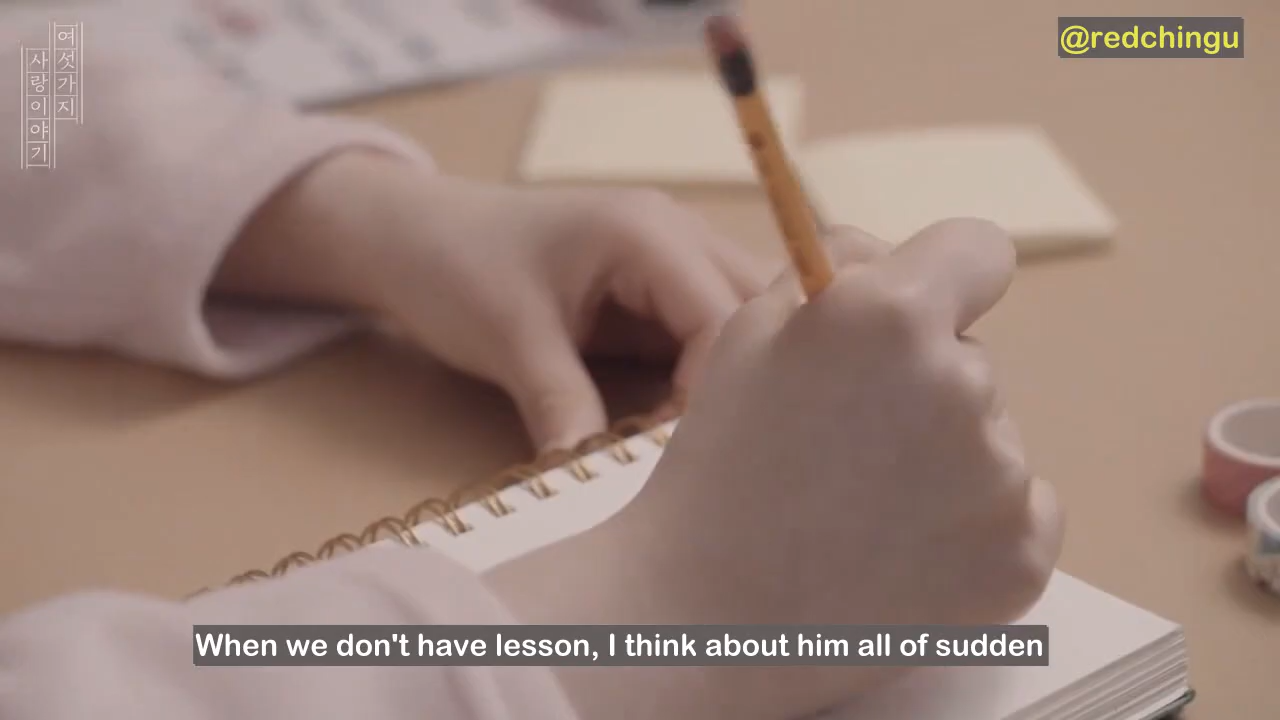 여섯가지
사랑이야기
@redchingu
When we don't have lesson, I think about him all of sudden